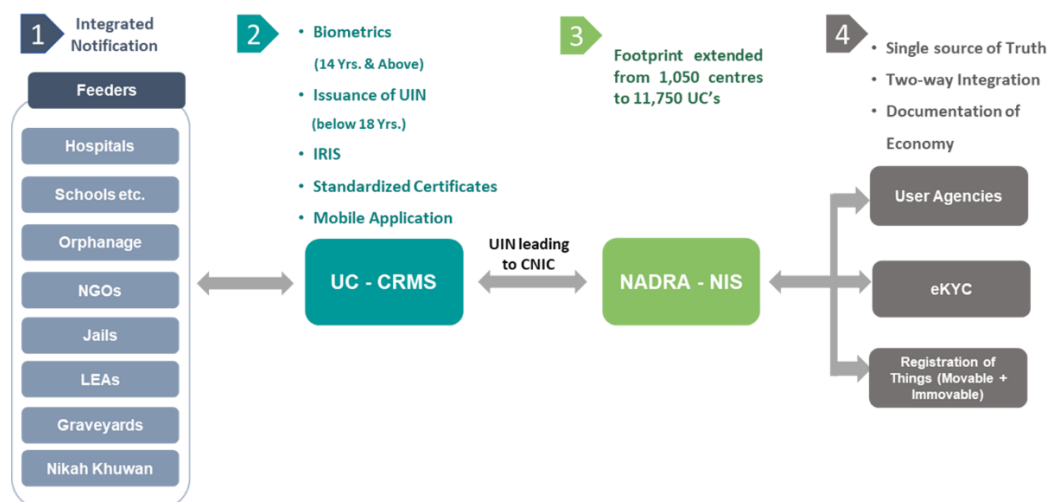 1
Integrated
Notification
Feeders
Hospitals
Schools etc.
Orphanage
NGOs
Jails
LEAs
Graveyards
Nikah Khuwan
2
• Biometrics
(14 Yrs. & Above)
• Issuance of UIN
(below 18 Yrs.)
• IRIS
• Standardized Certificates
• Mobile Application
UC - CRMS
UIN leading
to CNIC
3
Footprint extended
from 1,050 centres
to 11,750 UC's
NADRA - NIS
4
• Single source of Truth
• Two-way Integration
• Documentation of
Economy
User Agencies
eKYC
Registration of
Things (Movable +
Immovable)